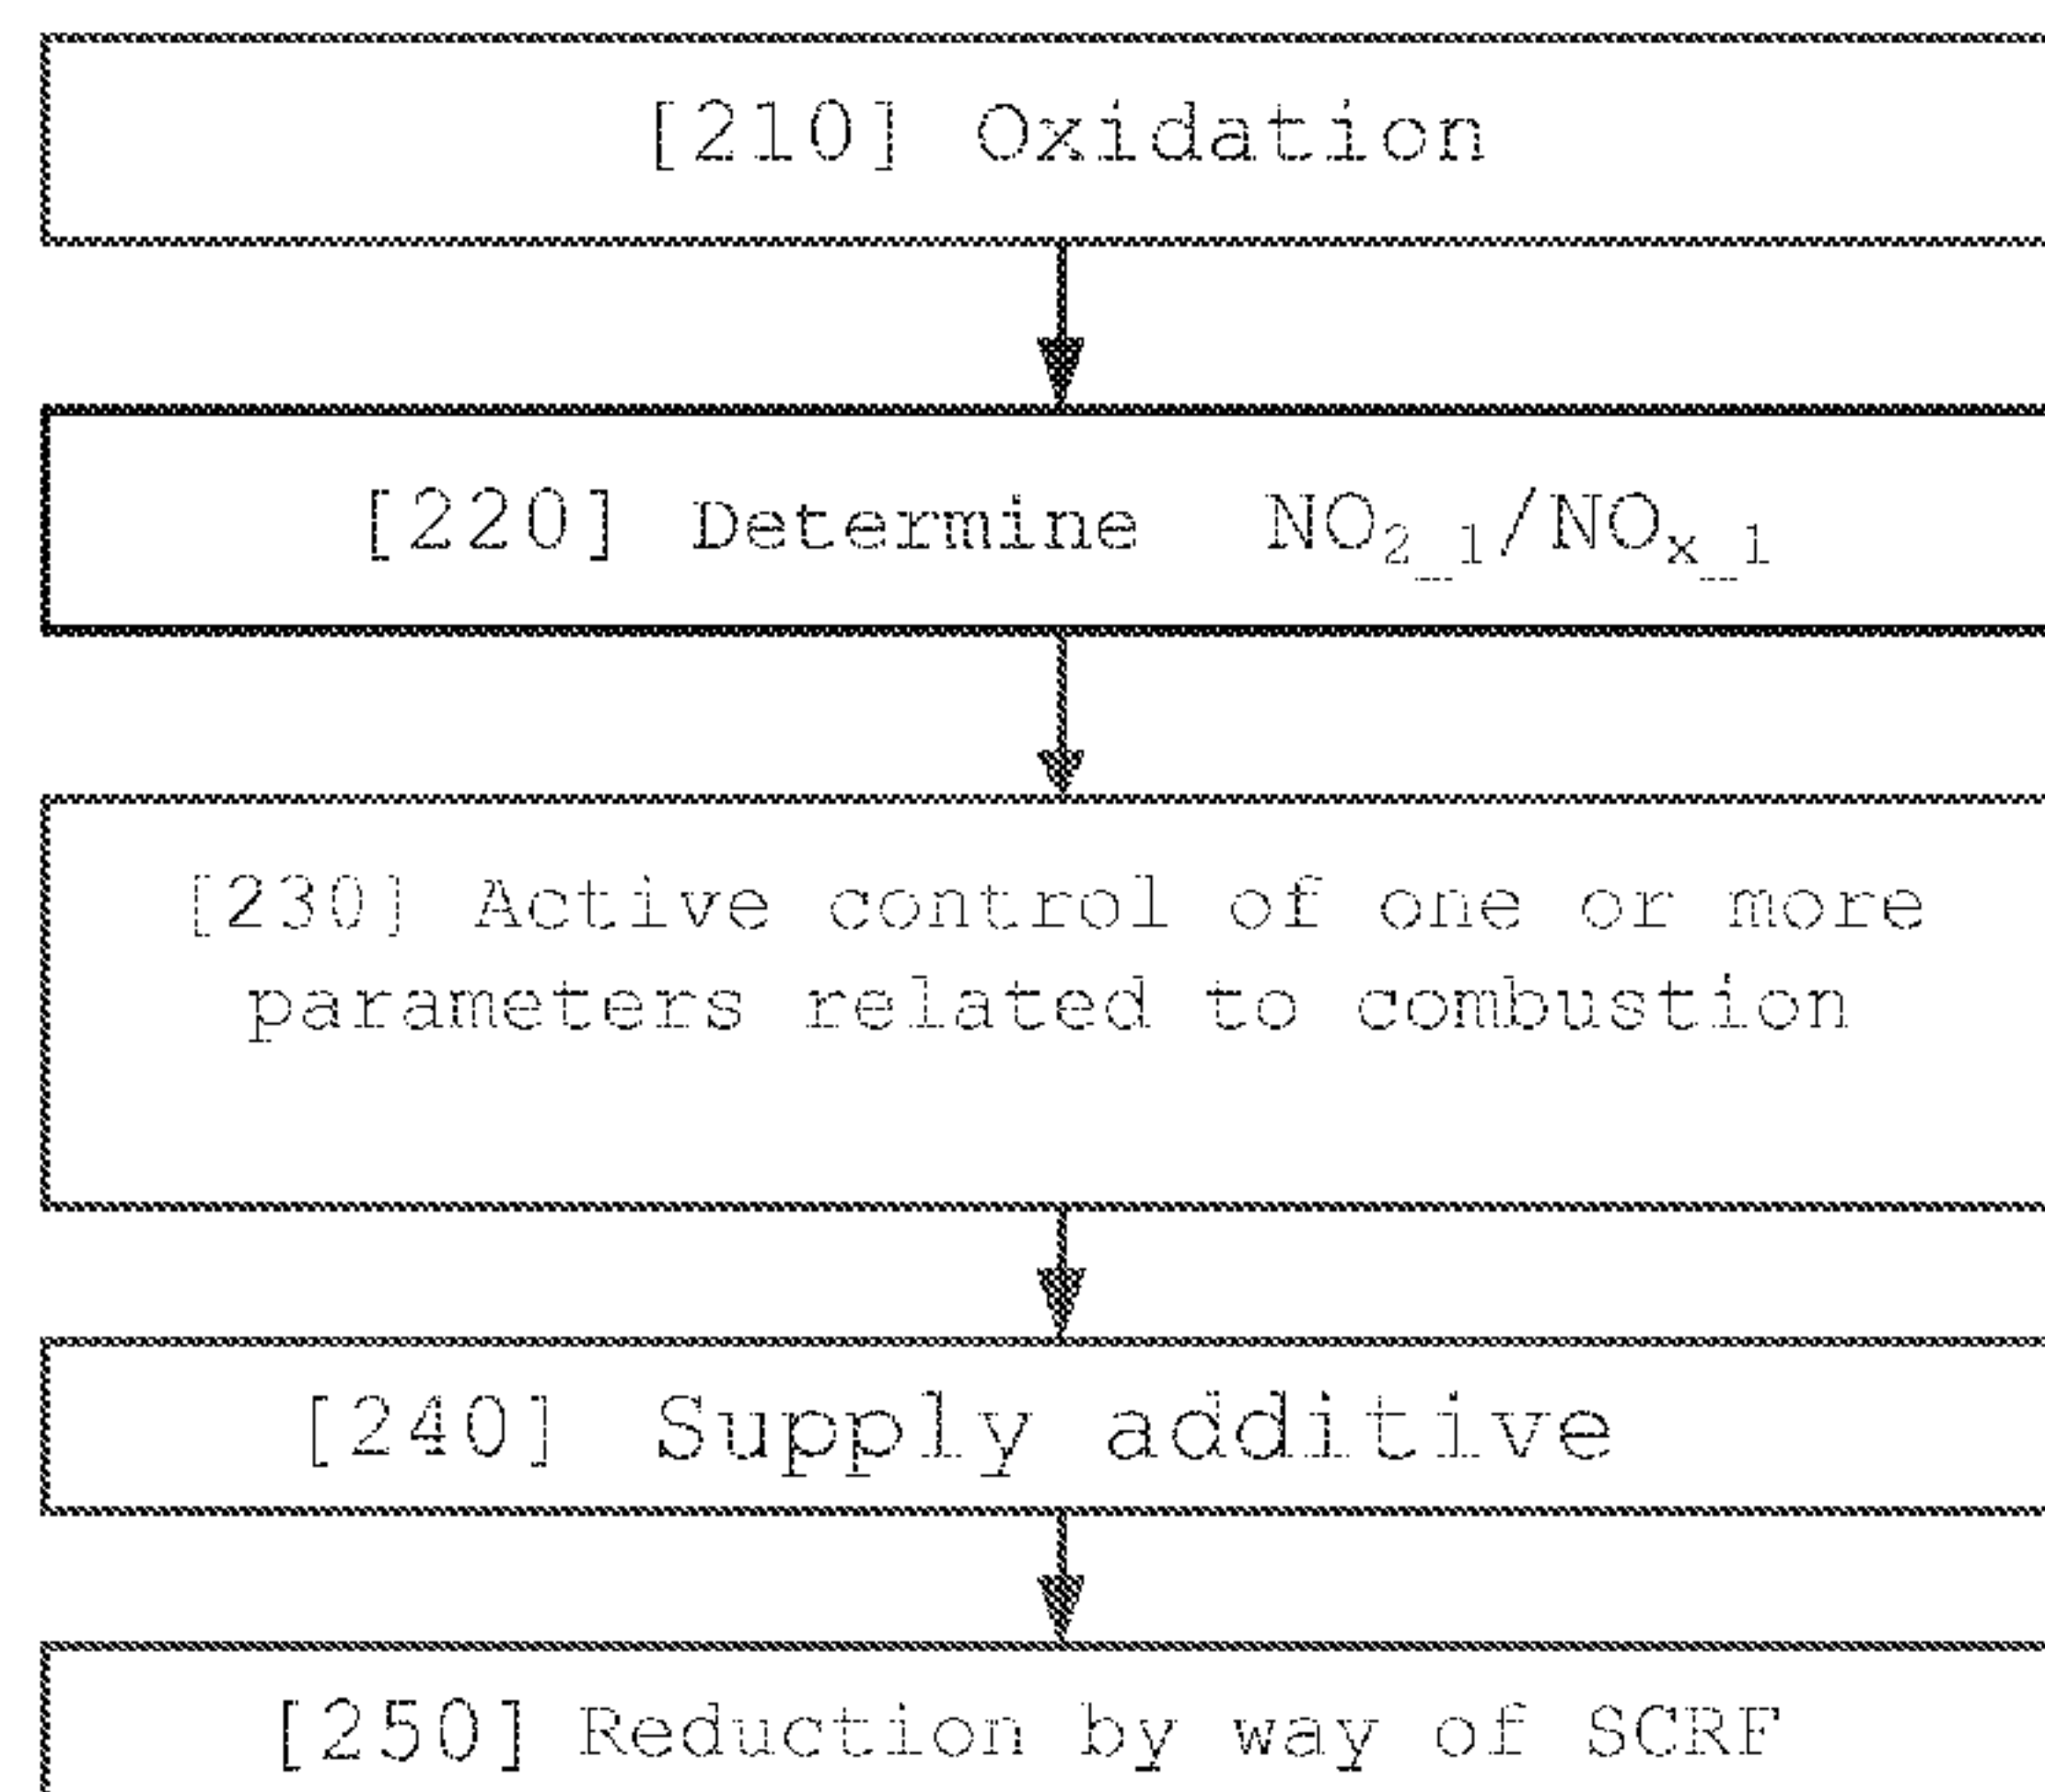 [210] Oxidation
[220] Determine NO₂_₁/NOₓ_₁
[230] Active control of one or more
parameters related to combustion
[240] Supply additive
[250] Reduction by way of SCRF